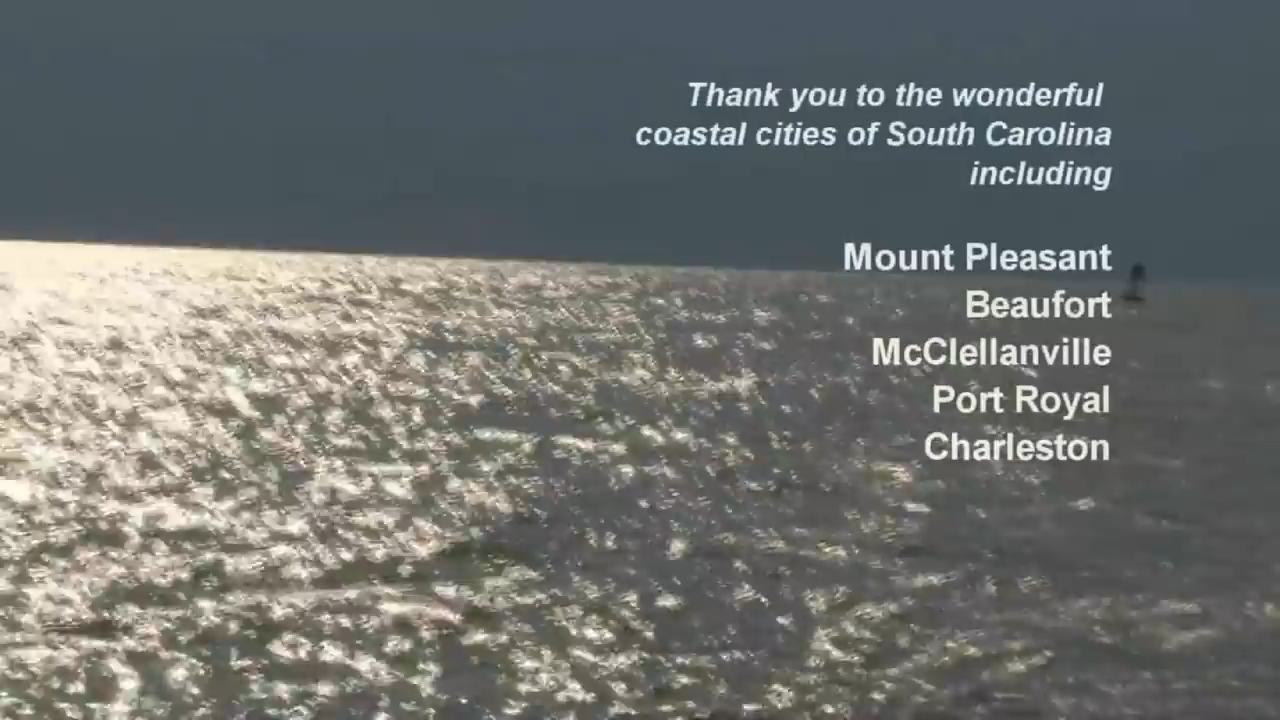 Thank you to the wonderful
coastal cities of South Carolina
including
Mount Pleasant
Beaufort
McClellanville
Port Royal
Charleston